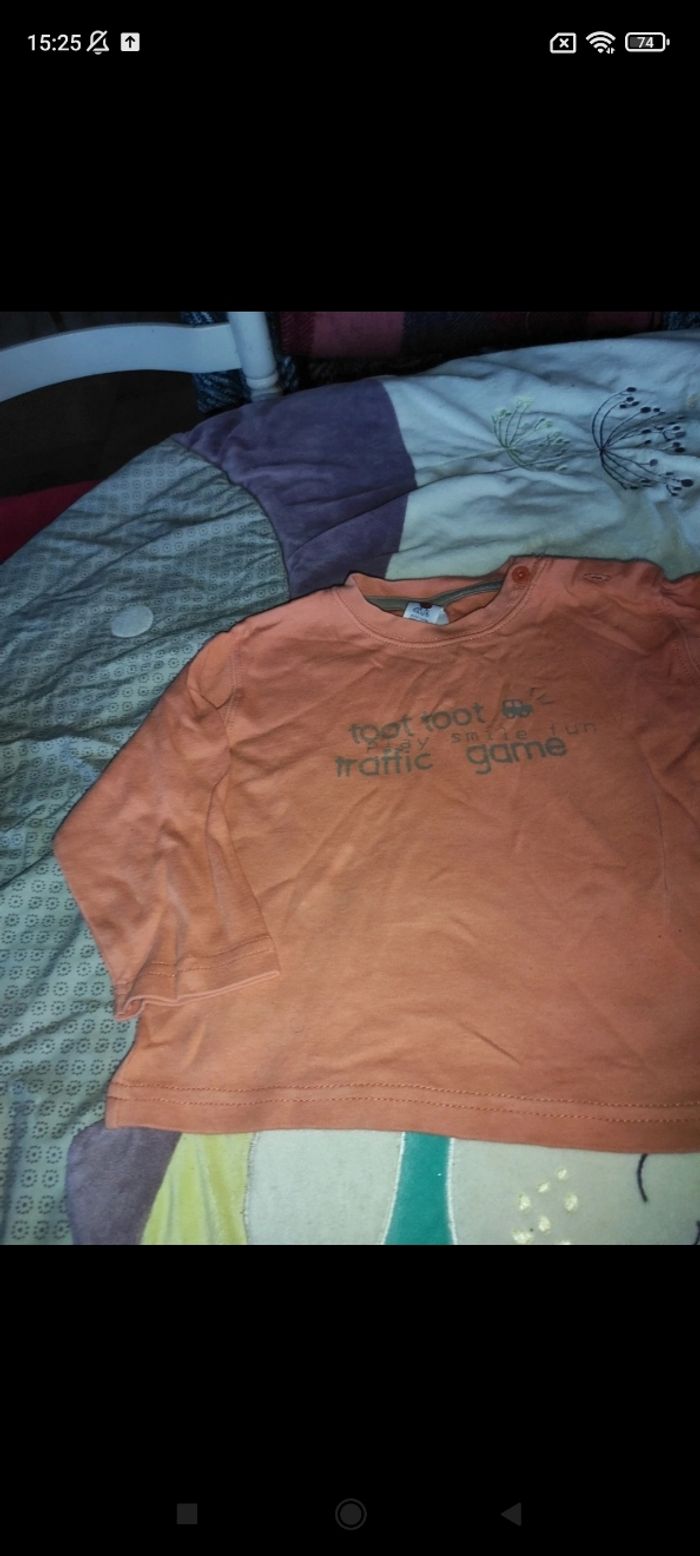 15:25
74
toot toot
play smile fun
traffic game